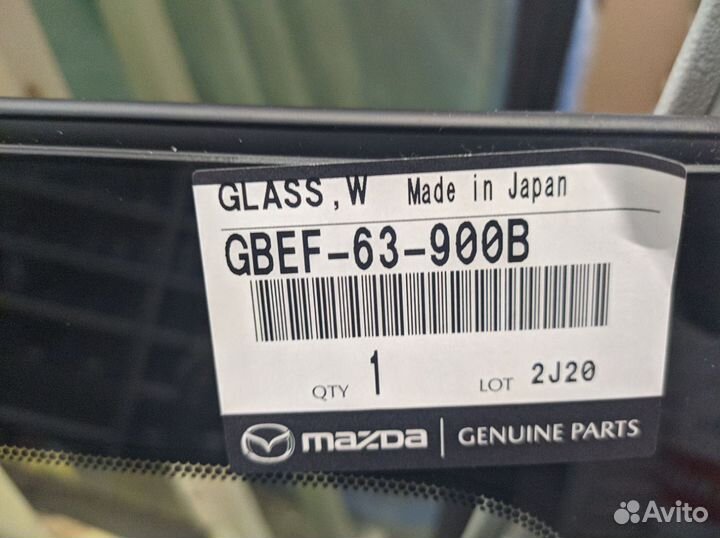 GLASS,W Made in Japan
GBEF-63-900B
QTY 1 LOT 2J20
mazda GENUINE PARTS
Avito